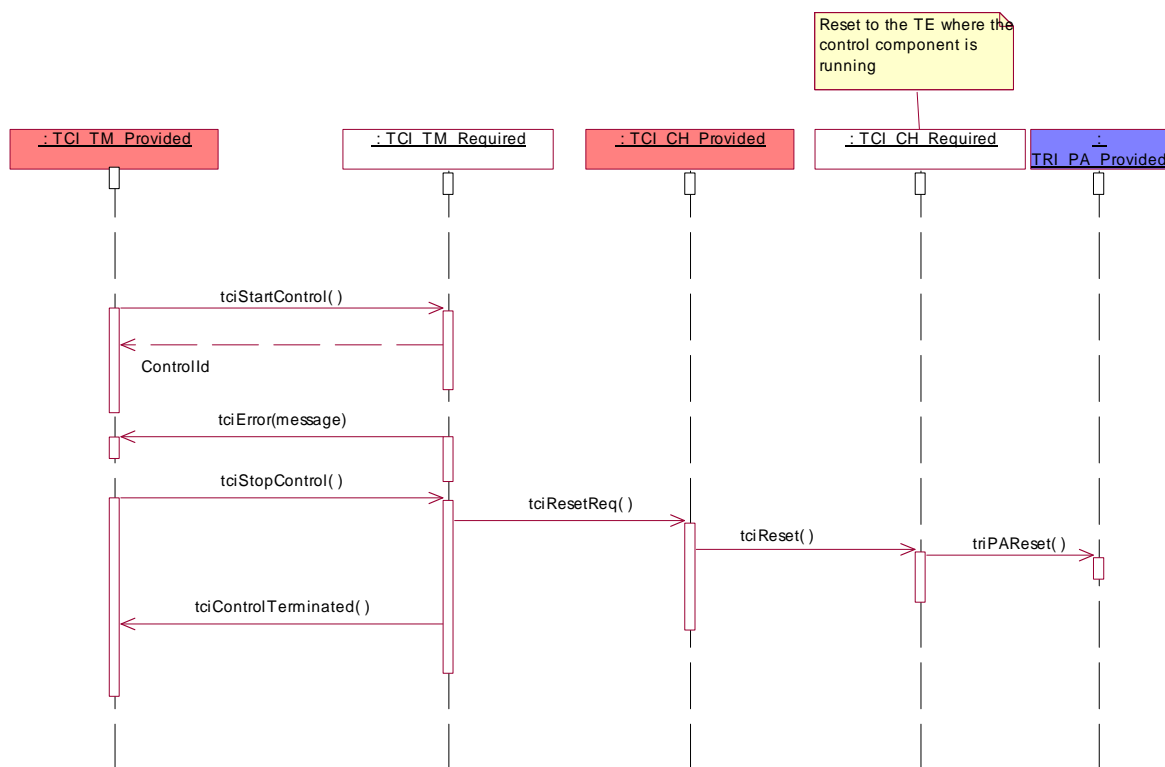 Reset to the TE where the
control component is
running
: TCI_TM_Provided
: TCI_TM_Required
: TCI_CH_Provided
: TCI_CH_Required
:
TRI_PA_Provided
tciStartControl( )
ControlId
tciError(message)
tciStopControl( )
tciResetReq( )
tciReset( )
triPAReset( )
tciControlTerminated( )